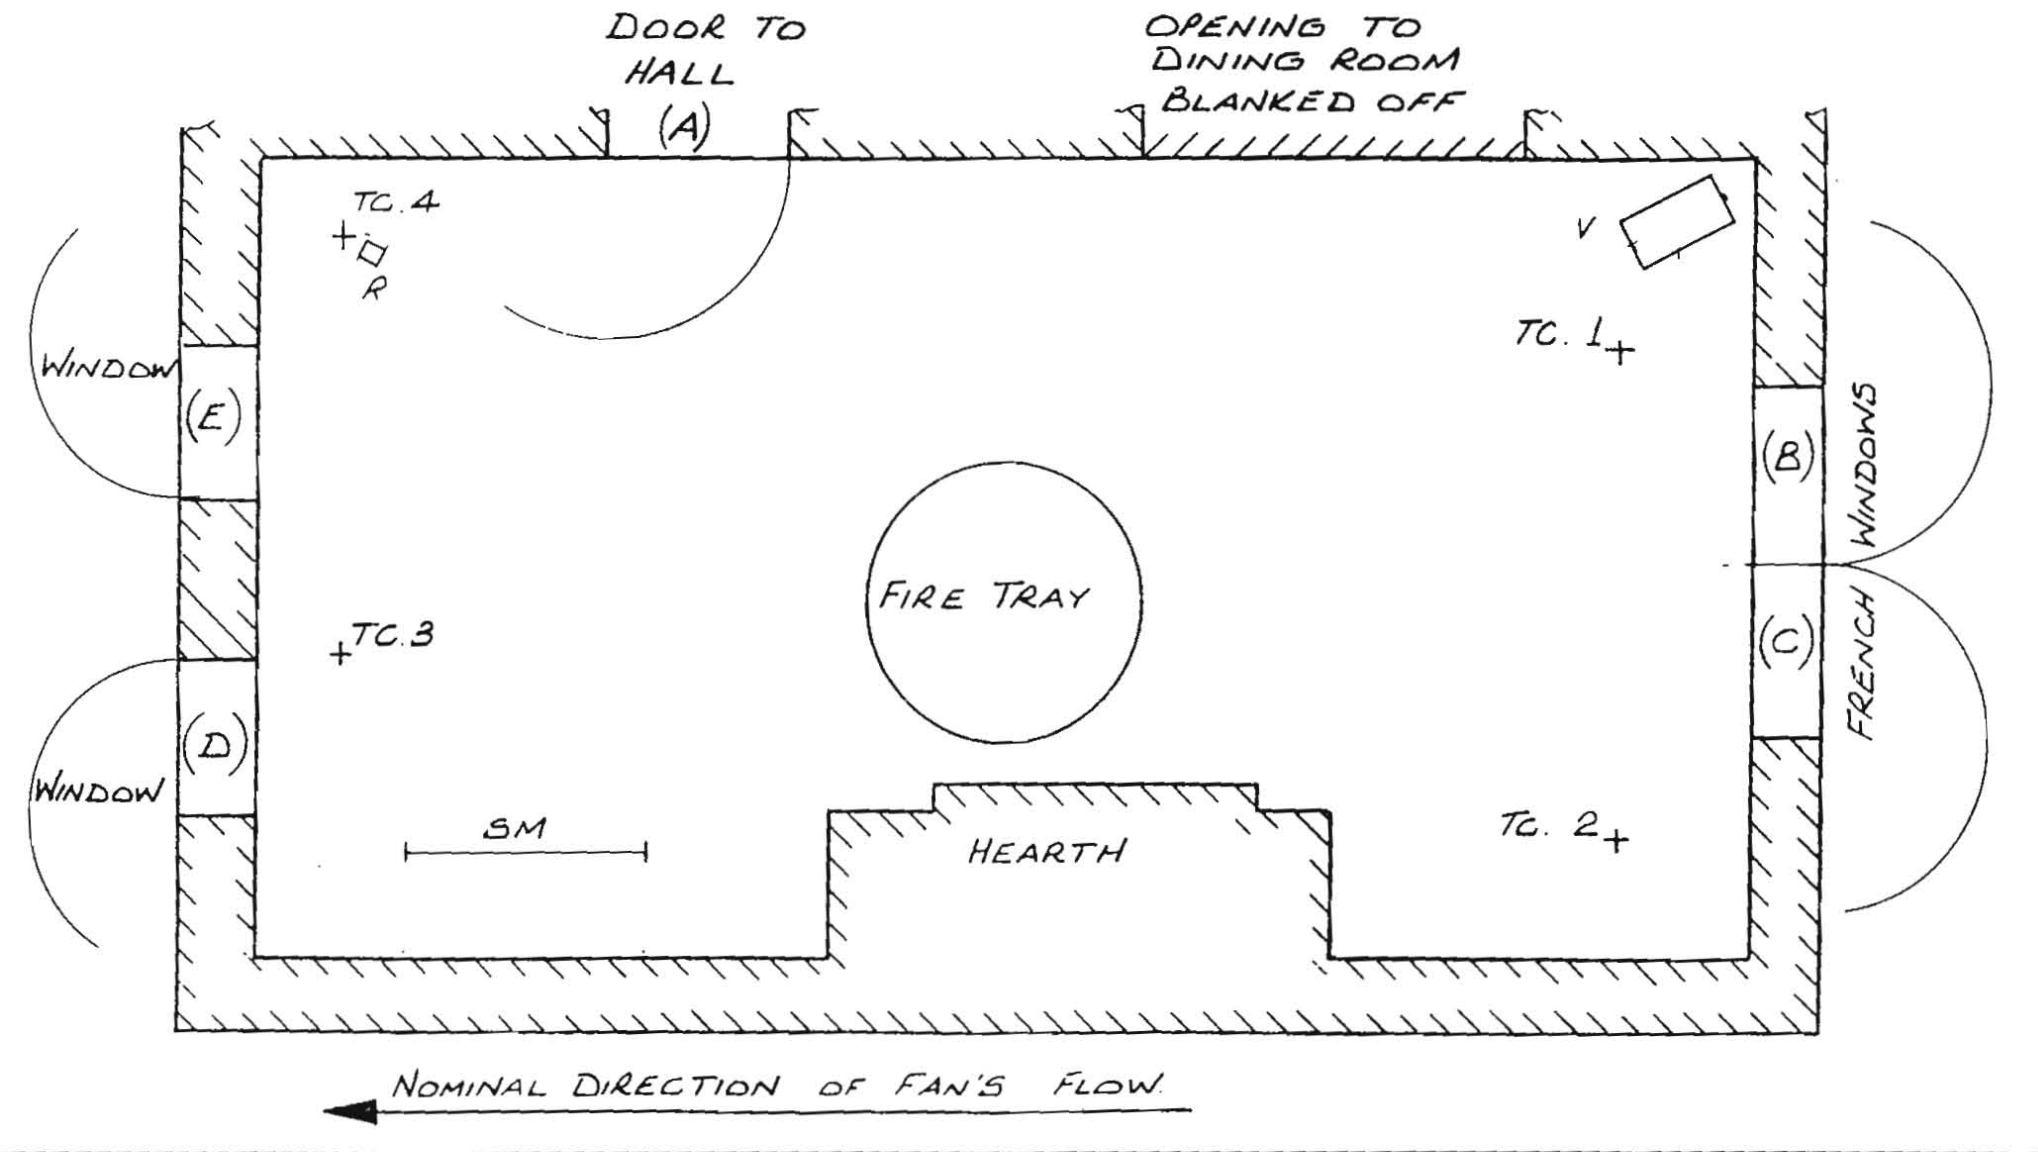 DOOR TO
HALL
(A)
OPENING TO
DINING ROOM
BLANKED OFF
TC. 4
R
V
TC. 1
WINDOW
(E)
(B)
FRENCH WINDOWS
FIRE TRAY
TC. 3
(C)
(D)
WINDOW
SM
HEARTH
TC. 2
NOMINAL DIRECTION OF FAN'S FLOW.